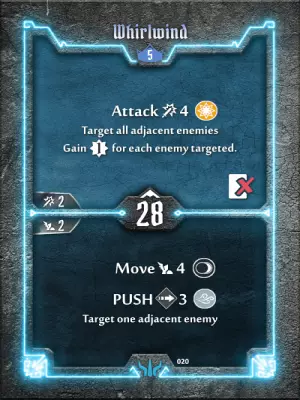 Whirlwind
5
Attack 4
Target all adjacent enemies
Gain 1 for each enemy targeted.
2
28
2
Move 4
PUSH 3
Target one adjacent enemy
020